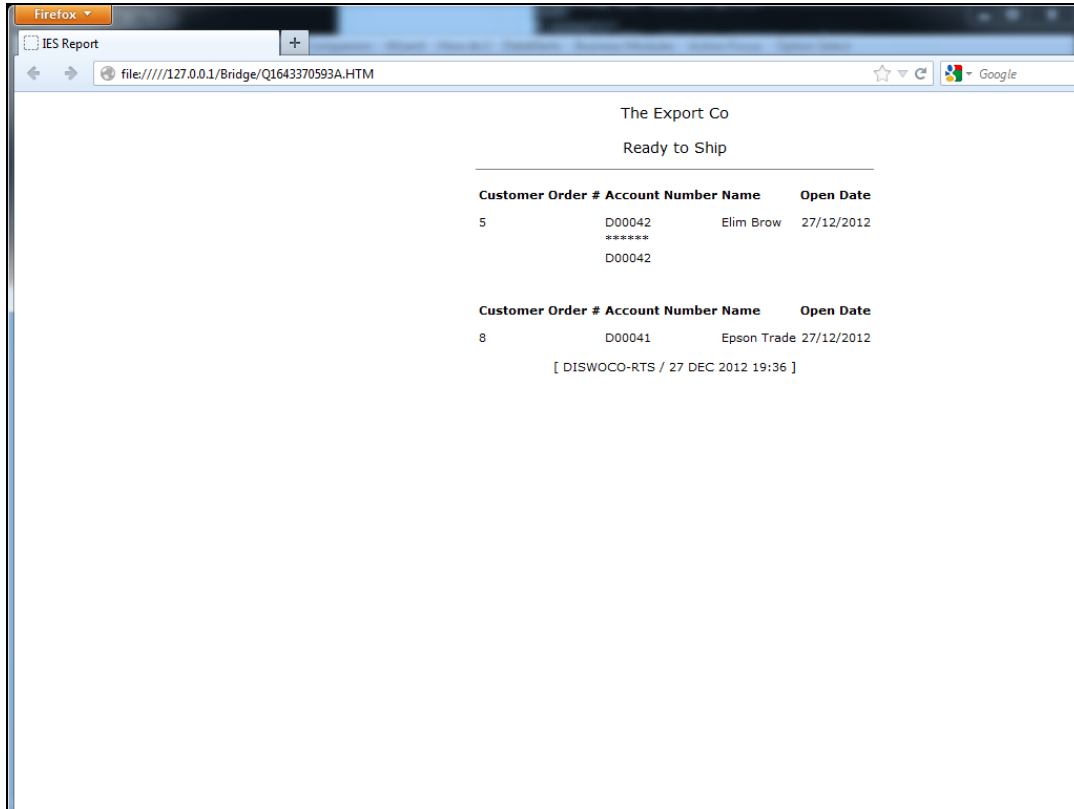 Firefox
IES Report
+
file://///127.0.0.1/Bridge/Q1643370593A.HTM
Google
The Export Co
Ready to Ship
Customer Order # Account Number Name Open Date
5 D00042 Elim Brow 27/12/2012
******
D00042
Customer Order # Account Number Name Open Date
8 D00041 Epson Trade 27/12/2012
[ DISWOCO-RTS / 27 DEC 2012 19:36 ]